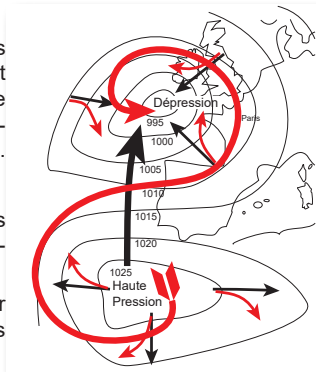 s
t
e
-
.
s
-
r
s
Dépression
995
Paris
1000
1005
1010
1015
1020
1025
Haute
Pression